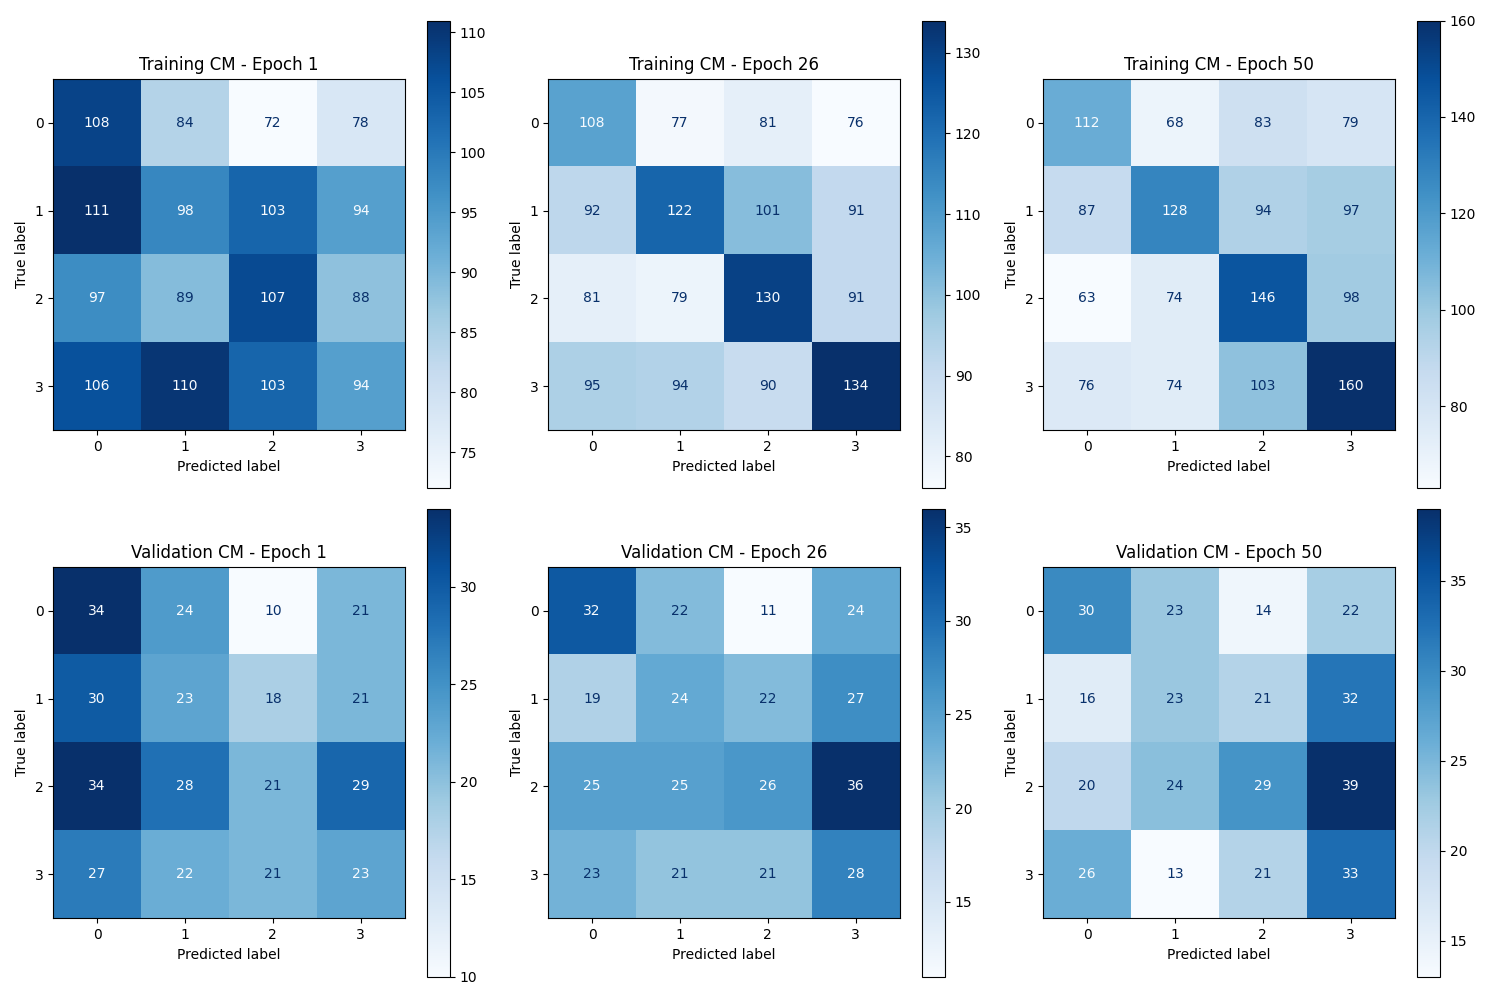 Training CM - Epoch 1
110
105
100
95
90
85
80
75
True label
0 108 84 72 78
1 111 98 103 94
2 97 89 107 88
3 106 110 103 94
0 1 2 3
Predicted label
Training CM - Epoch 26
130
120
110
100
90
80
True label
0 108 77 81 76
1 92 122 101 91
2 81 79 130 91
3 95 94 90 134
0 1 2 3
Predicted label
Training CM - Epoch 50
160
140
120
100
80
True label
0 112 68 83 79
1 87 128 94 97
2 63 74 146 98
3 76 74 103 160
0 1 2 3
Predicted label
Validation CM - Epoch 1
30
25
20
15
10
True label
0 34 24 10 21
1 30 23 18 21
2 34 28 21 29
3 27 22 21 23
0 1 2 3
Predicted label
Validation CM - Epoch 26
35
30
25
20
15
True label
0 32 22 11 24
1 19 24 22 27
2 25 25 26 36
3 23 21 21 28
0 1 2 3
Predicted label
Validation CM - Epoch 50
35
30
25
20
15
True label
0 30 23 14 22
1 16 23 21 32
2 20 24 29 39
3 26 13 21 33
0 1 2 3
Predicted label